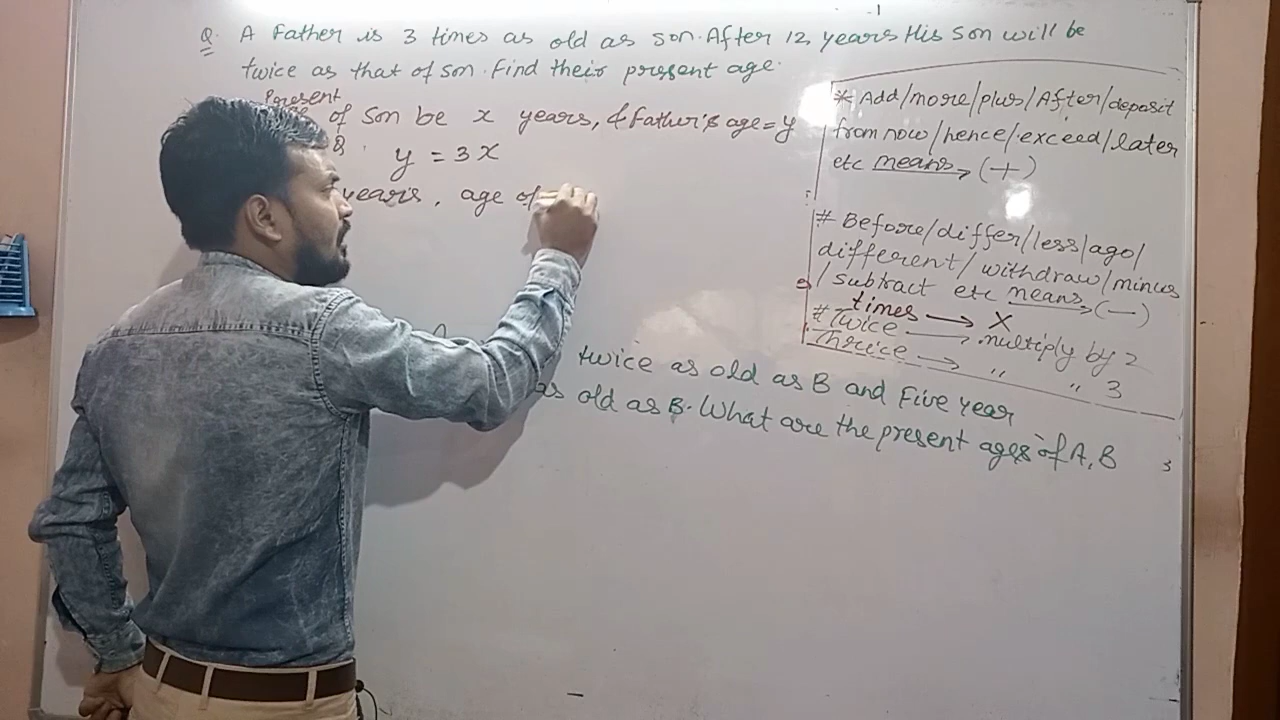 Q. A Father is 3 times as old as son. After 12 years His son will be
twice as that of son. Find their present age.
Present
of Son be x years, & Father's age = y
y = 3x
years, age of
* Add/more/plus/After/deposit
from now/hence/exceed/later
etc means → (+)
# Before/differ/less/ago/
different/withdraw/minus
/subtract etc means → (—)
times → X
# Twice → multiply by 2
Thrice → " " 3
twice as old as B and Five year
as old as B. What are the present ages of A, B